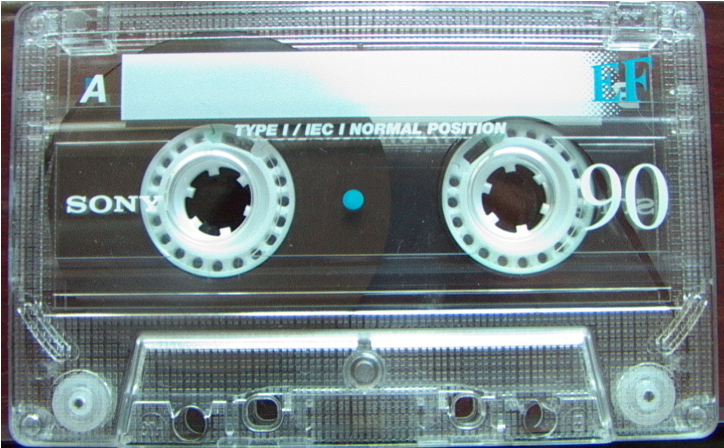 A
EF
TYPE I / IEC I NORMAL POSITION
SONY
90